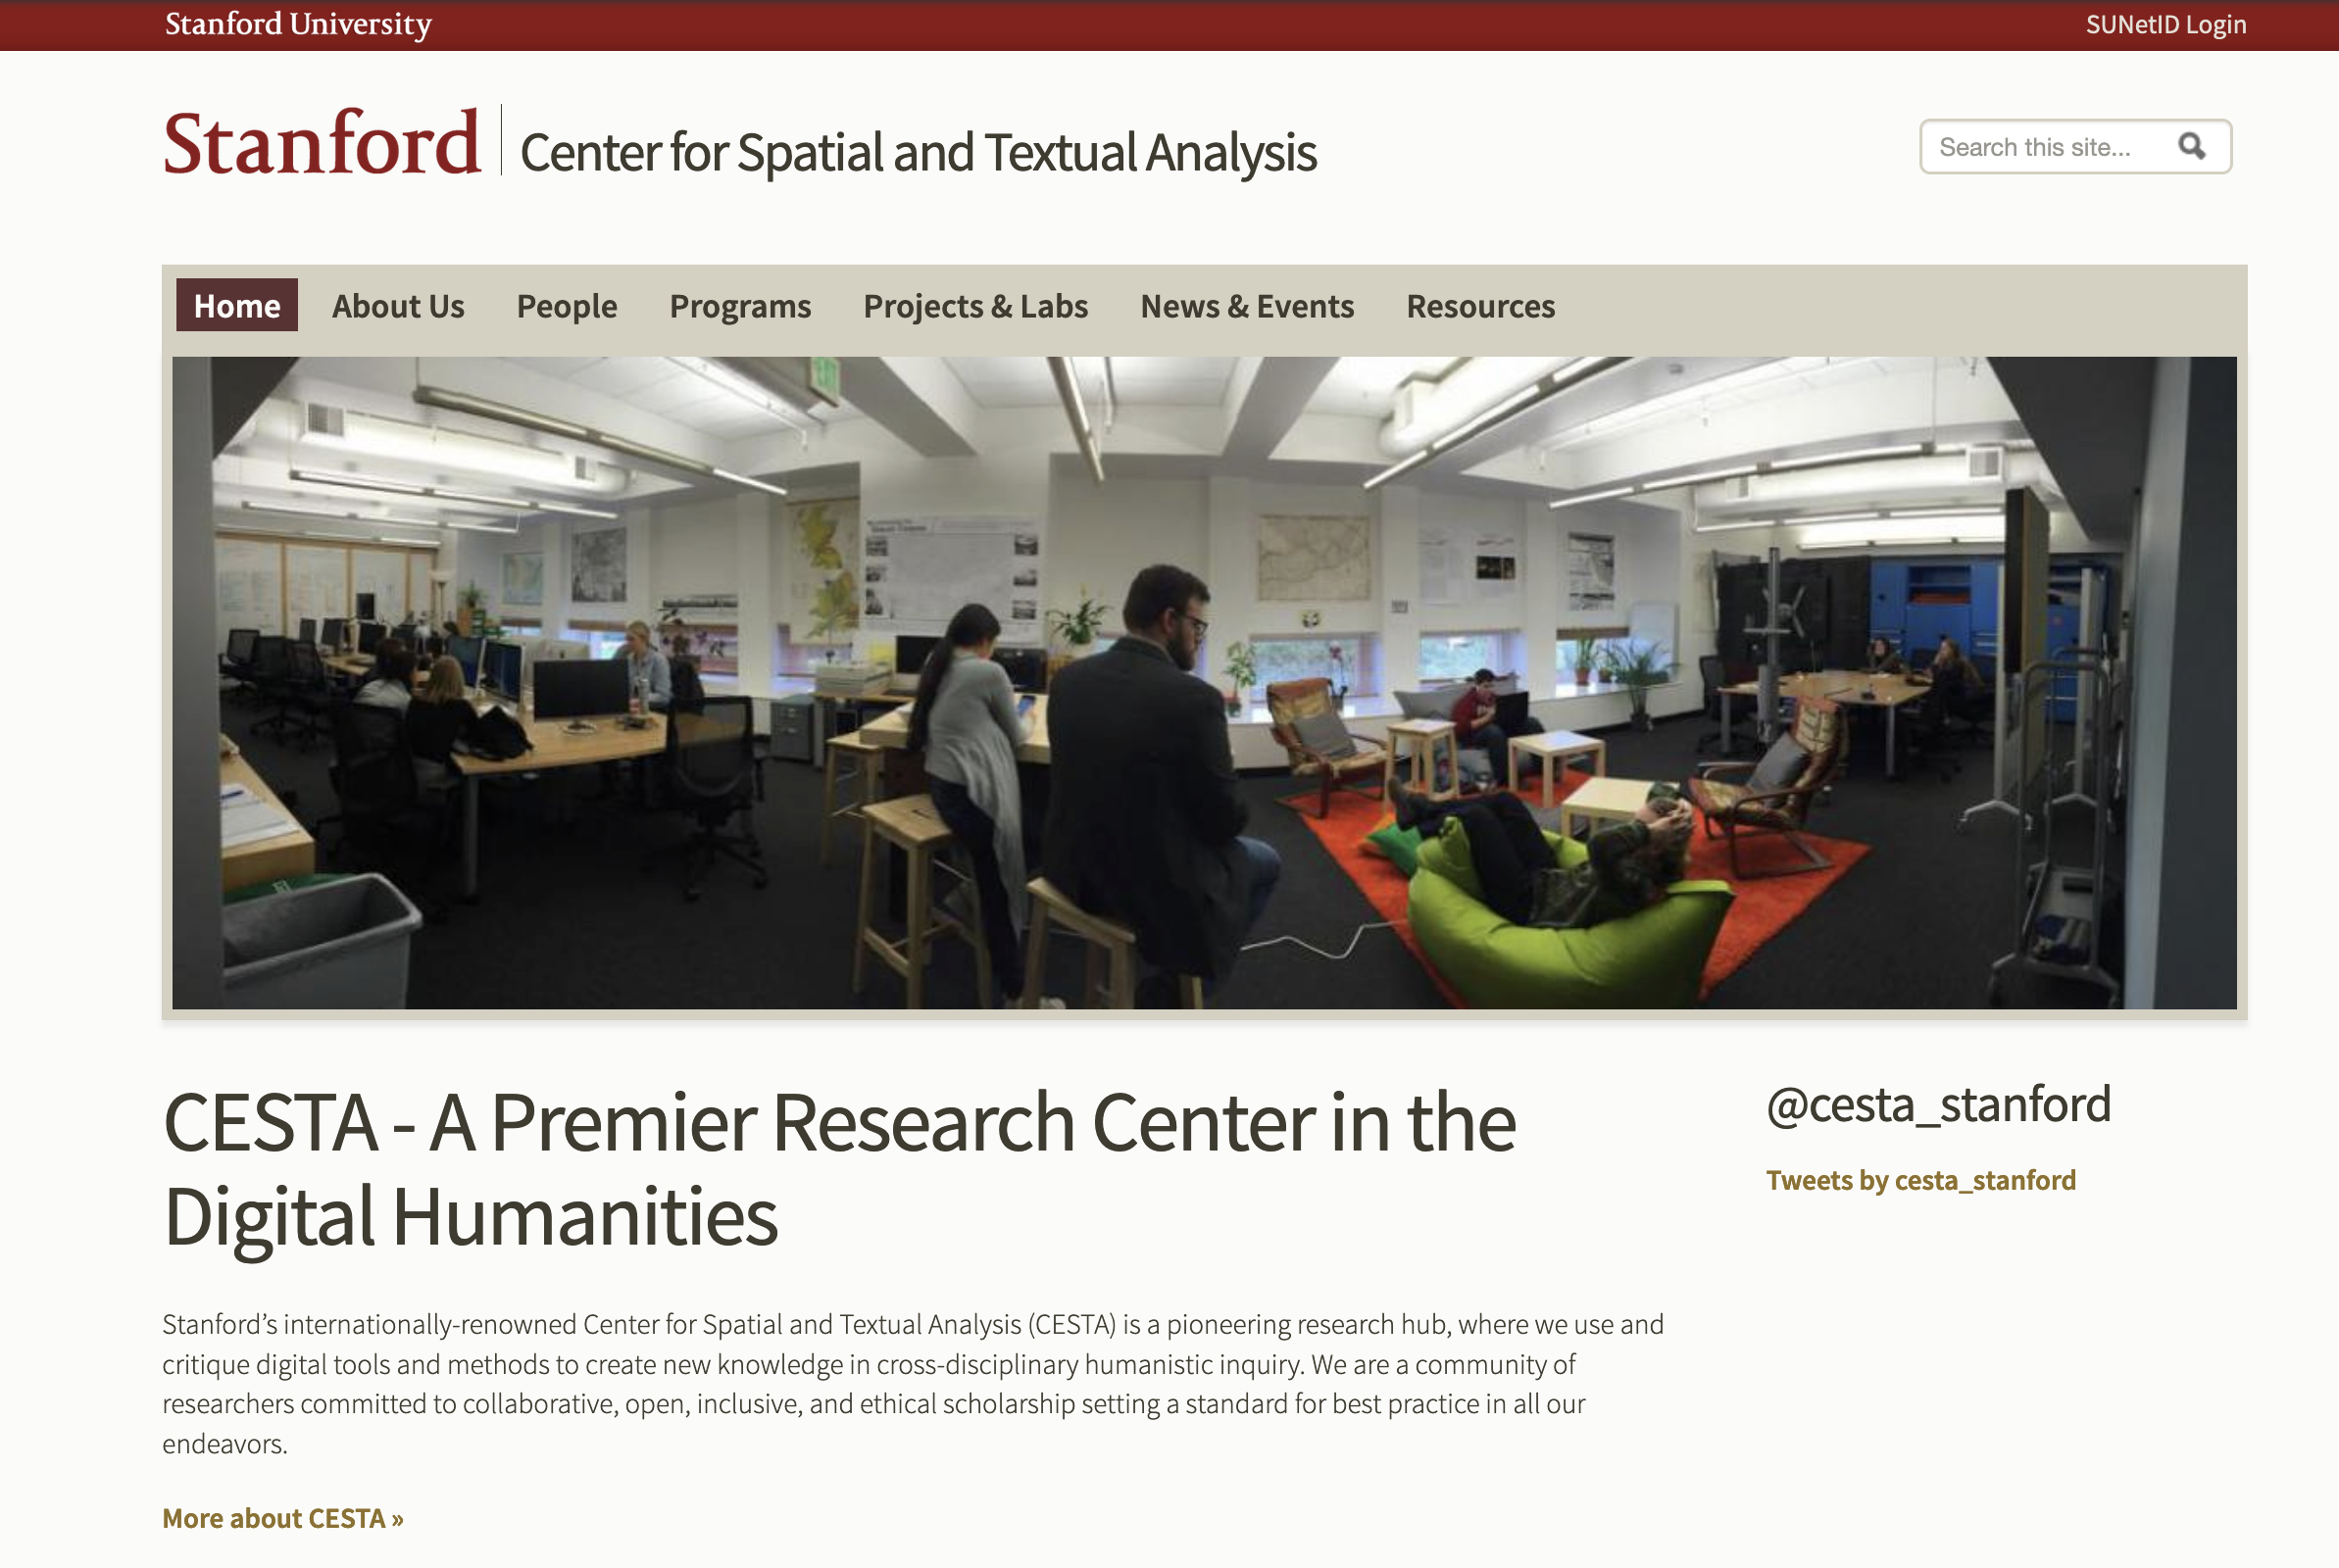 Stanford University
SUNetID Login
Stanford
Center for Spatial and Textual Analysis
Search this site...
Home About Us People Programs Projects & Labs News & Events Resources
EXIT
CESTA - A Premier Research Center in the
Digital Humanities
@cesta_stanford
Tweets by cesta_stanford
Stanford’s internationally-renowned Center for Spatial and Textual Analysis (CESTA) is a pioneering research hub, where we use and
critique digital tools and methods to create new knowledge in cross-disciplinary humanistic inquiry. We are a community of
researchers committed to collaborative, open, inclusive, and ethical scholarship setting a standard for best practice in all our
endeavors.
More about CESTA »